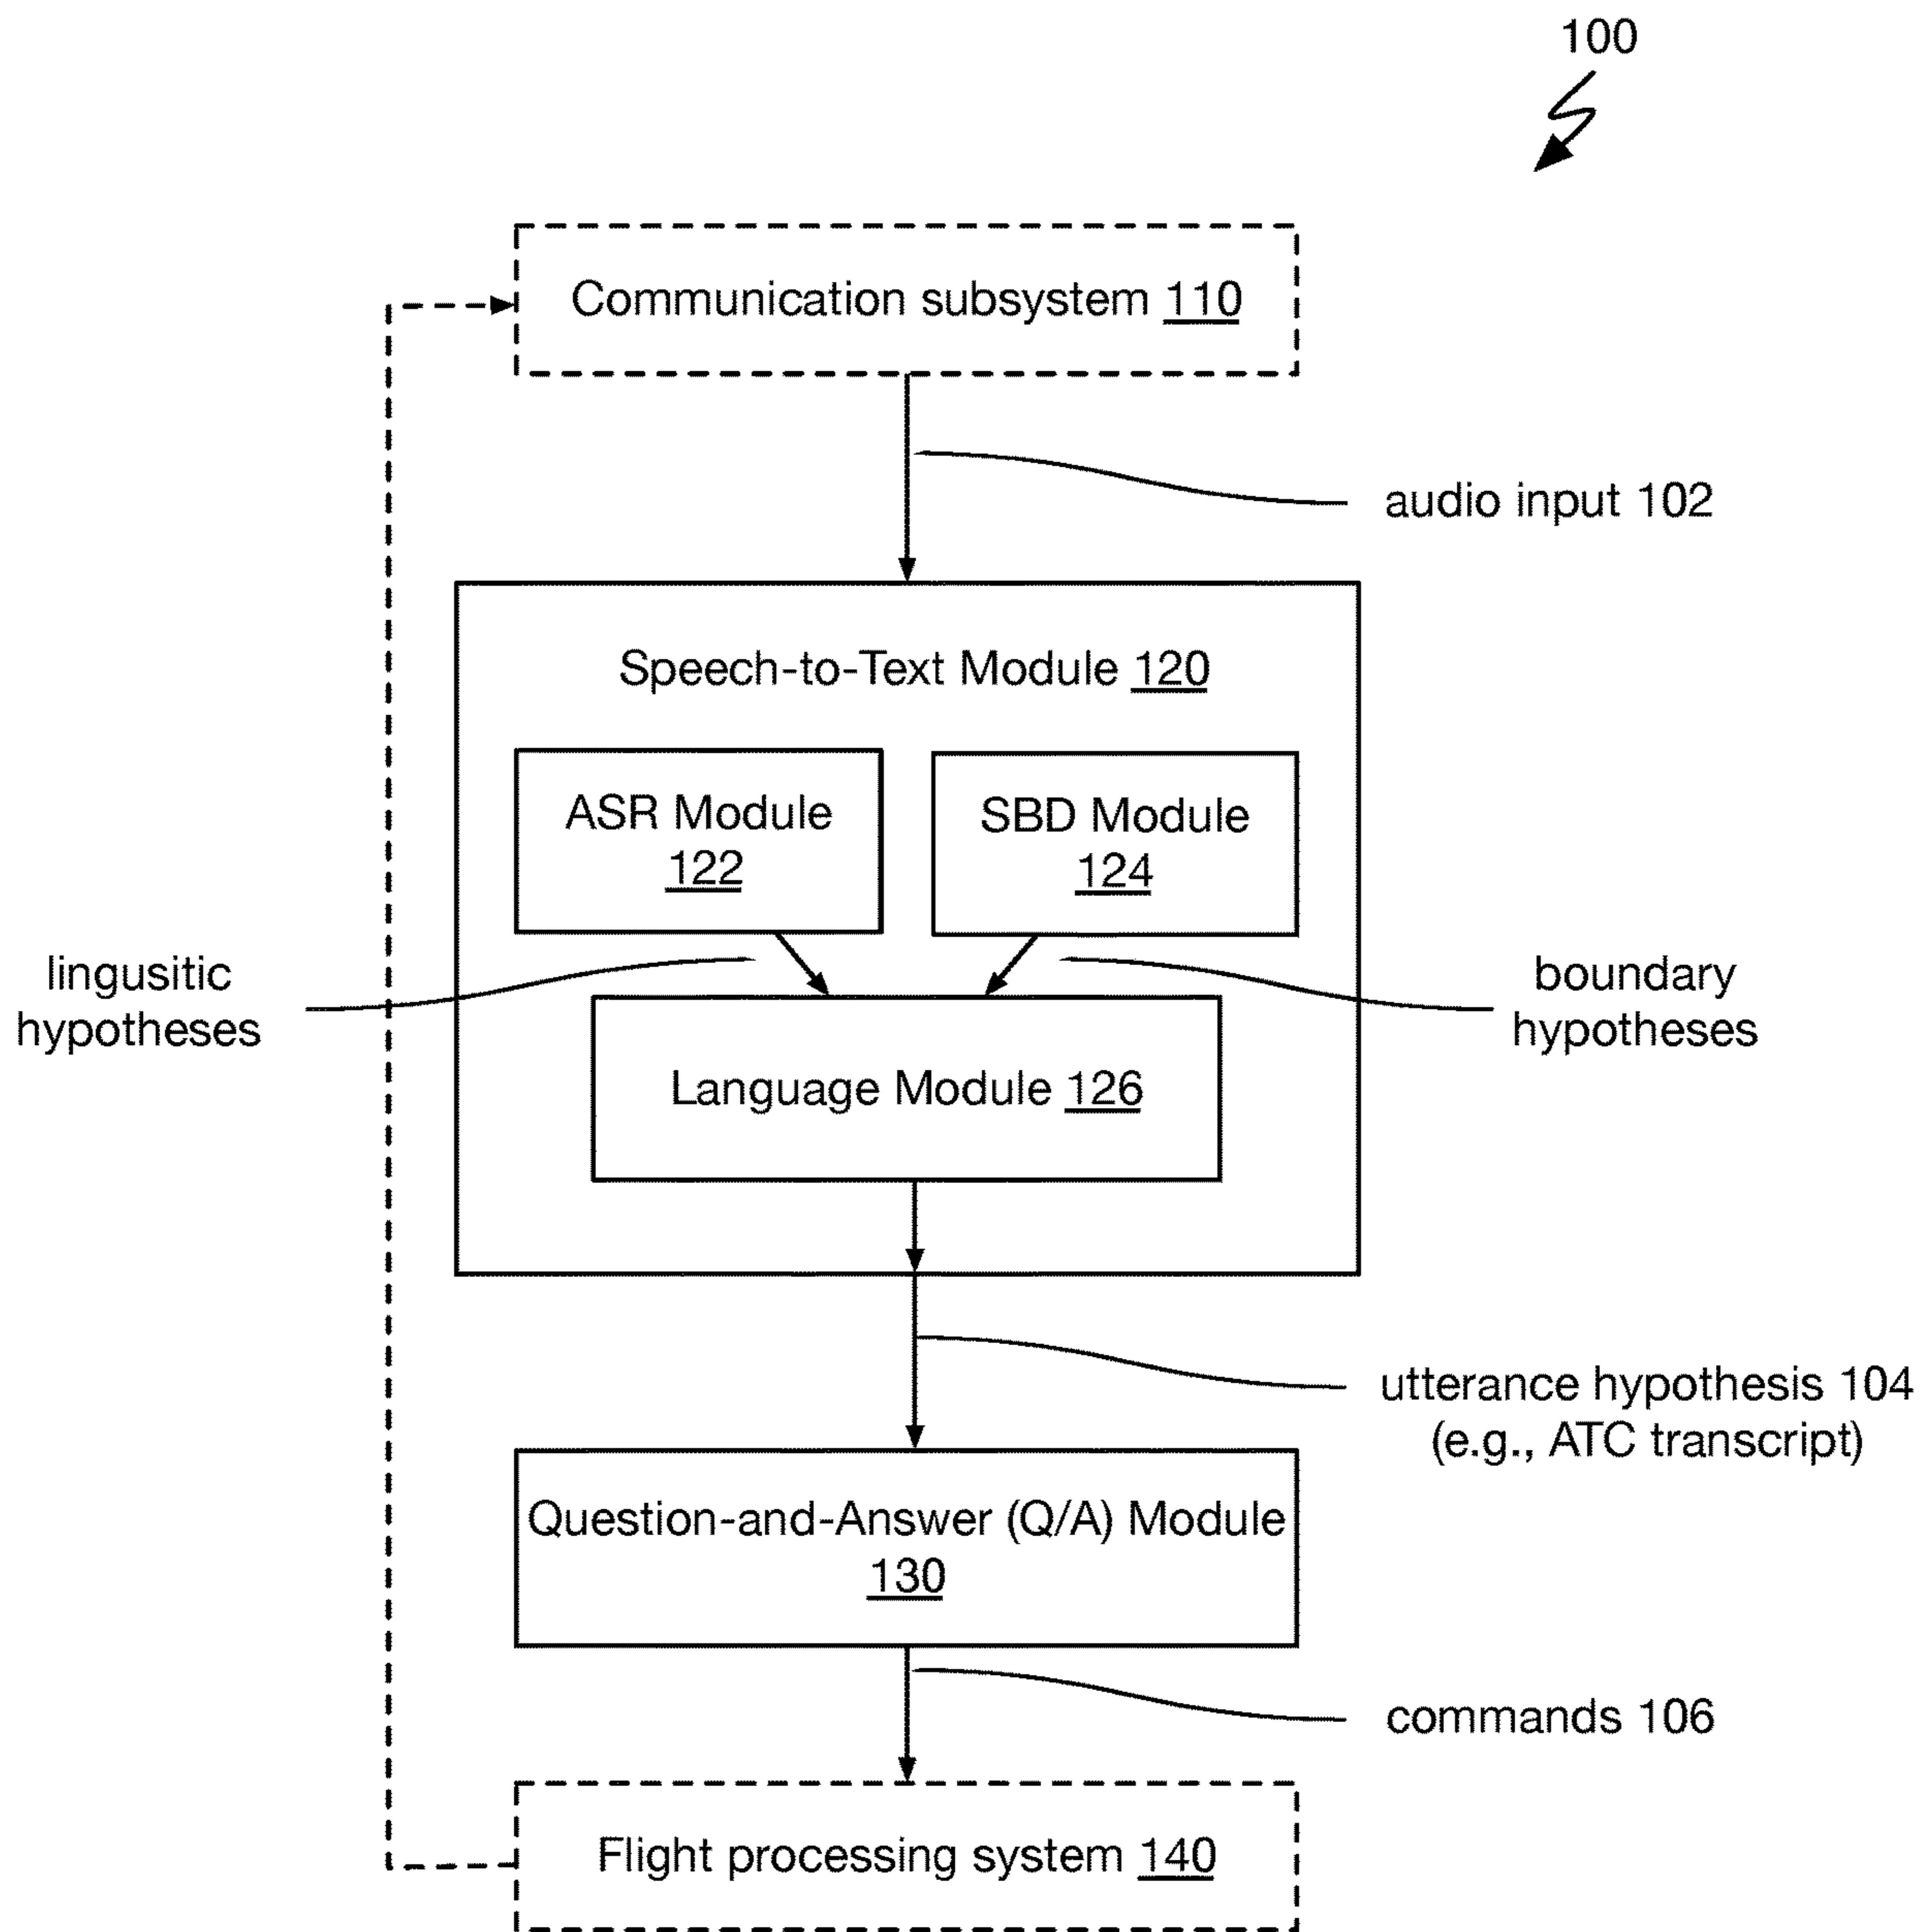 100
Communication subsystem 110
audio input 102
Speech-to-Text Module 120
ASR Module
122
SBD Module
124
lingusitic
hypotheses
boundary
hypotheses
Language Module 126
utterance hypothesis 104
(e.g., ATC transcript)
Question-and-Answer (Q/A) Module
130
commands 106
Flight processing system 140